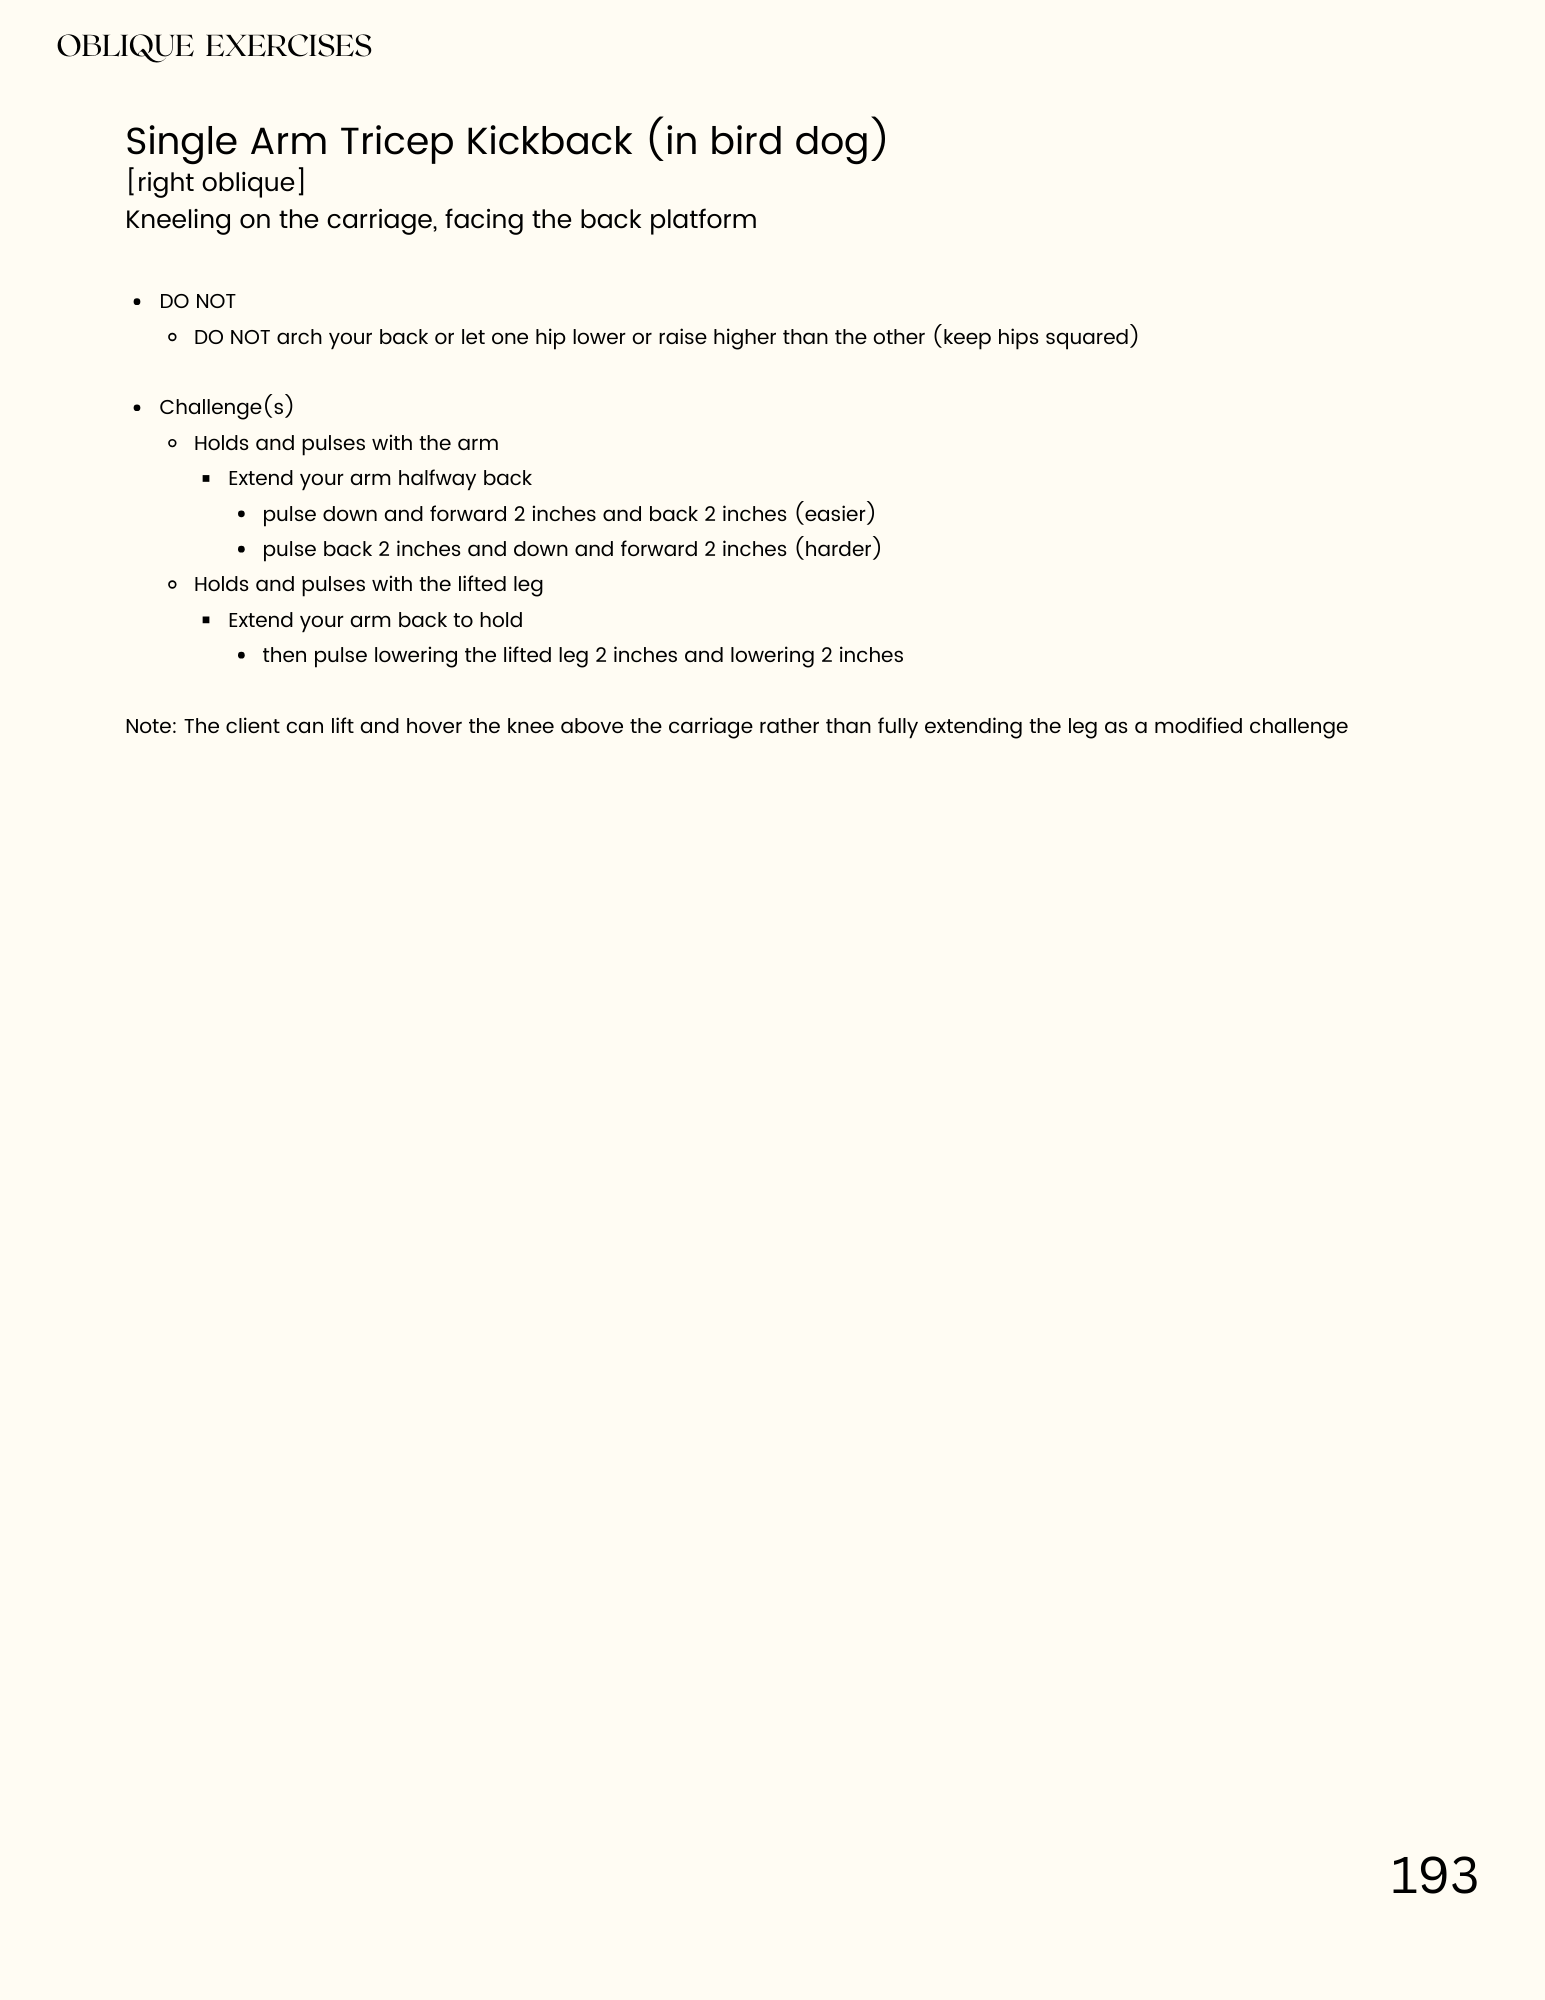 OBLIQUE EXERCISES
Single Arm Tricep Kickback (in bird dog)
[right oblique]
Kneeling on the carriage, facing the back platform
DO NOT
DO NOT arch your back or let one hip lower or raise higher than the other (keep hips squared)
Challenge(s)
Holds and pulses with the arm
Extend your arm halfway back
pulse down and forward 2 inches and back 2 inches (easier)
pulse back 2 inches and down and forward 2 inches (harder)
Holds and pulses with the lifted leg
Extend your arm back to hold
then pulse lowering the lifted leg 2 inches and lowering 2 inches
Note: The client can lift and hover the knee above the carriage rather than fully extending the leg as a modified challenge
193